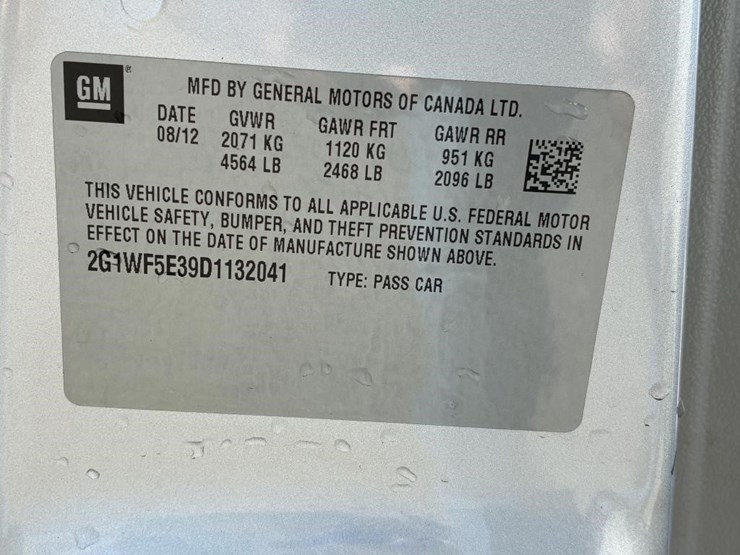 GM ®
MFD BY GENERAL MOTORS OF CANADA LTD.
DATE GVWR GAWR FRT GAWR RR
08/12 2071 KG 1120 KG 951 KG
4564 LB 2468 LB 2096 LB
THIS VEHICLE CONFORMS TO ALL APPLICABLE U.S. FEDERAL MOTOR
VEHICLE SAFETY, BUMPER, AND THEFT PREVENTION STANDARDS IN
EFFECT ON THE DATE OF MANUFACTURE SHOWN ABOVE.
2G1WF5E39D1132041 TYPE: PASS CAR